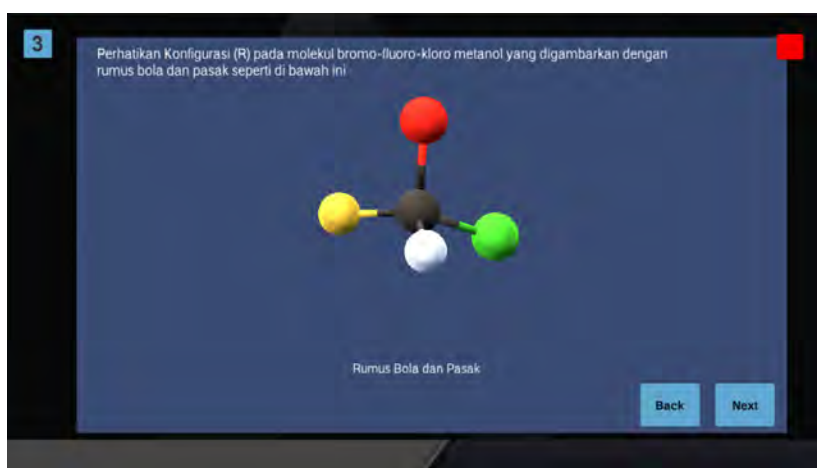 3
Perhatikan Konfigurasi (R) pada molekul bromo-fluoro-kloro metanol yang digambarkan dengan
rumus bola dan pasak seperti di bawah ini
Rumus Bola dan Pasak
Back Next